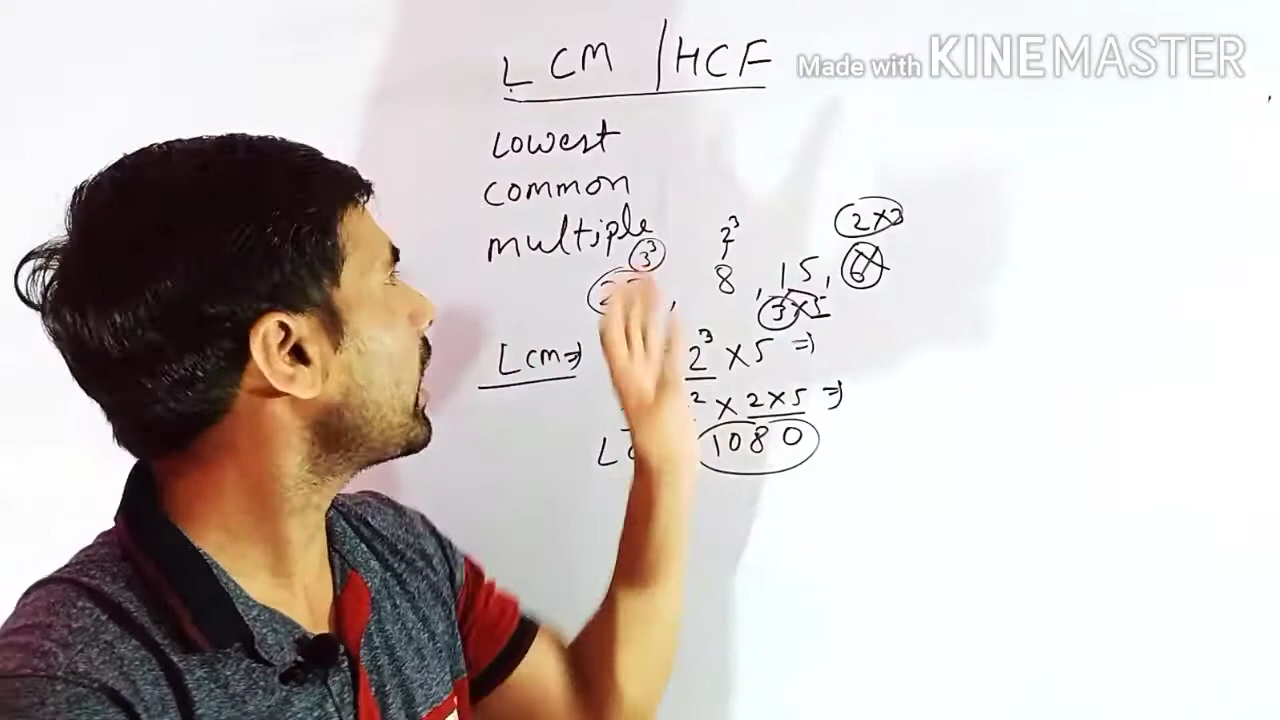 LCM / HCF
Made with KINEMASTER
Lowest
common
multiple
3³
2³
2×3
8 , 15, 6
3×5
Lcm⇒
2³ × 5 ⇒
² × 2×5 ⇒
1080